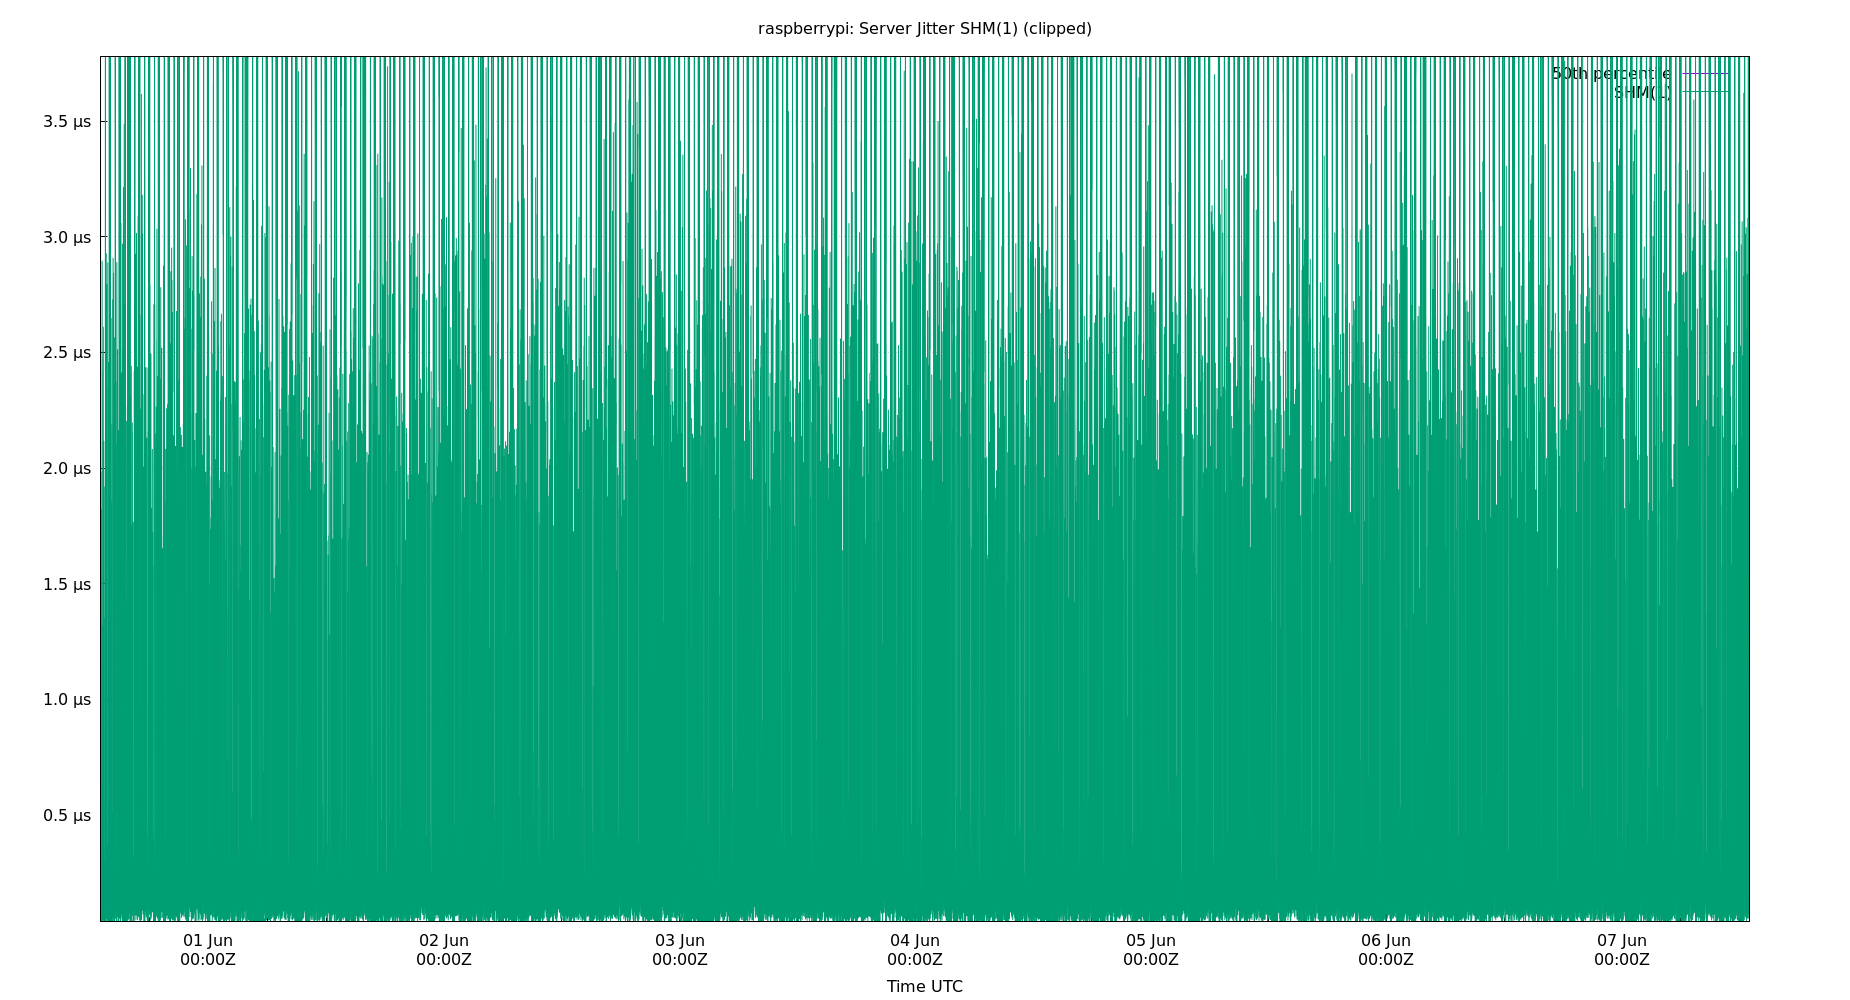 raspberrypi: Server Jitter SHM(1) (clipped)
50th percentile
SHM(1)
3.5 μs
3.0 μs
2.5 μs
2.0 μs
1.5 μs
1.0 μs
0.5 μs
01 Jun 02 Jun 03 Jun 04 Jun 05 Jun 06 Jun 07 Jun
00:00Z 00:00Z 00:00Z 00:00Z 00:00Z 00:00Z 00:00Z
Time UTC